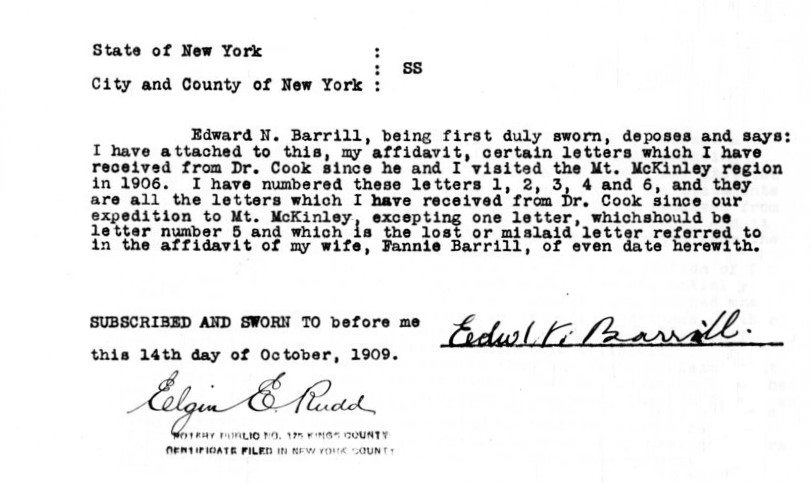 State of New York :
: SS
City and County of New York :
Edward N. Barrill, being first duly sworn, deposes and says:
I have attached to this, my affidavit, certain letters which I have
received from Dr. Cook since he and I visited the Mt. McKinley region
in 1906. I have numbered these letters 1, 2, 3, 4 and 6, and they
are all the letters which I have received from Dr. Cook since our
expedition to Mt. McKinley, excepting one letter, whichshould be
letter number 5 and which is the lost or mislaid letter referred to
in the affidavit of my wife, Fannie Barrill, of even date herewith.
SUBSCRIBED AND SWORN TO before me
Barrill.
this 14th day of October, 1909.
Elgin E. Rudd
NOTARY PUBLIC NO. 175 KINGS COUNTY
CERTIFICATE FILED IN NEW YORK COUNTY